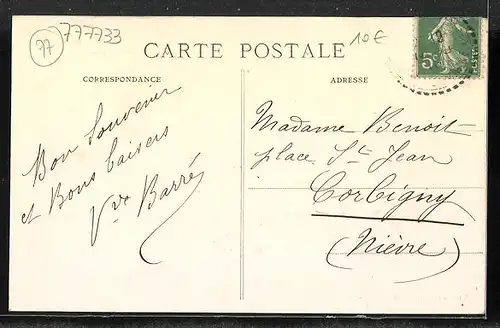 77
777733
10€
CARTE POSTALE
5c
CORRESPONDANCE
ADRESSE
Bon Souvenir
et Bons baisers
Vve Barré
Madame Benoit
place St Jean
Corbigny
(Nièvre)